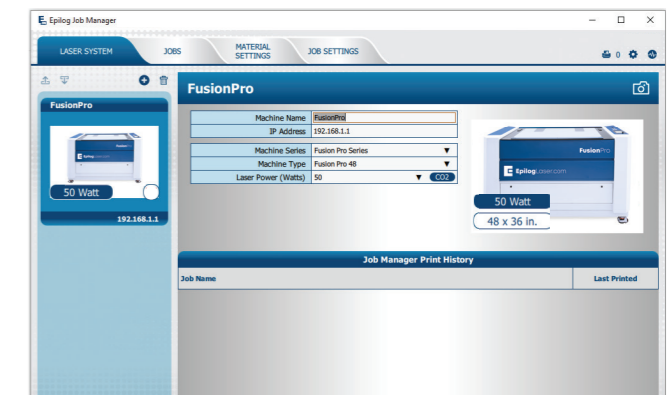 Epilog Job Manager
LASER SYSTEM
JOBS
MATERIAL
SETTINGS
JOB SETTINGS
0
FusionPro
50 Watt
192.168.1.1
FusionPro
Machine Name FusionPro
IP Address 192.168.1.1
Machine Series Fusion Pro Series
Machine Type Fusion Pro 48
Laser Power (Watts) 50 CO2
FusionPro
EpilogLaser.com
50 Watt
48 x 36 in.
Job Manager Print History
Job Name Last Printed